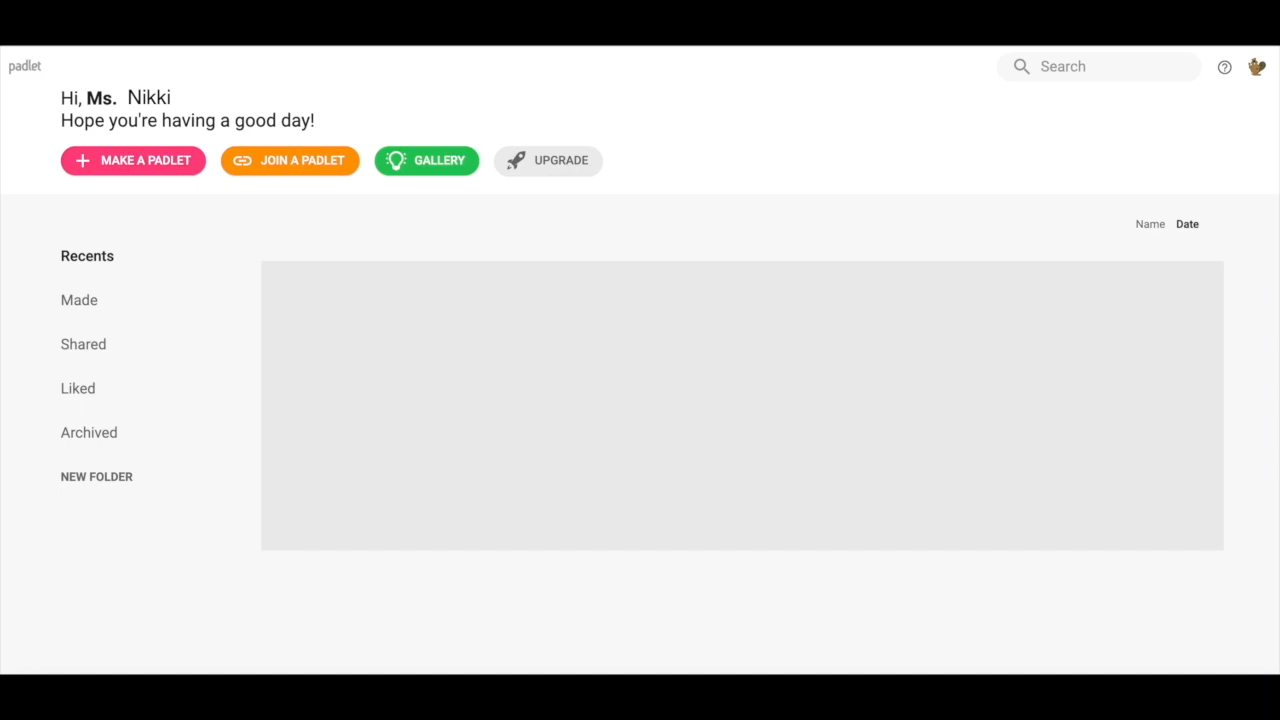 padlet
Search
Hi, Ms. Nikki
Hope you're having a good day!
MAKE A PADLET
JOIN A PADLET
GALLERY
UPGRADE
Name
Date
Recents
Made
Shared
Liked
Archived
NEW FOLDER